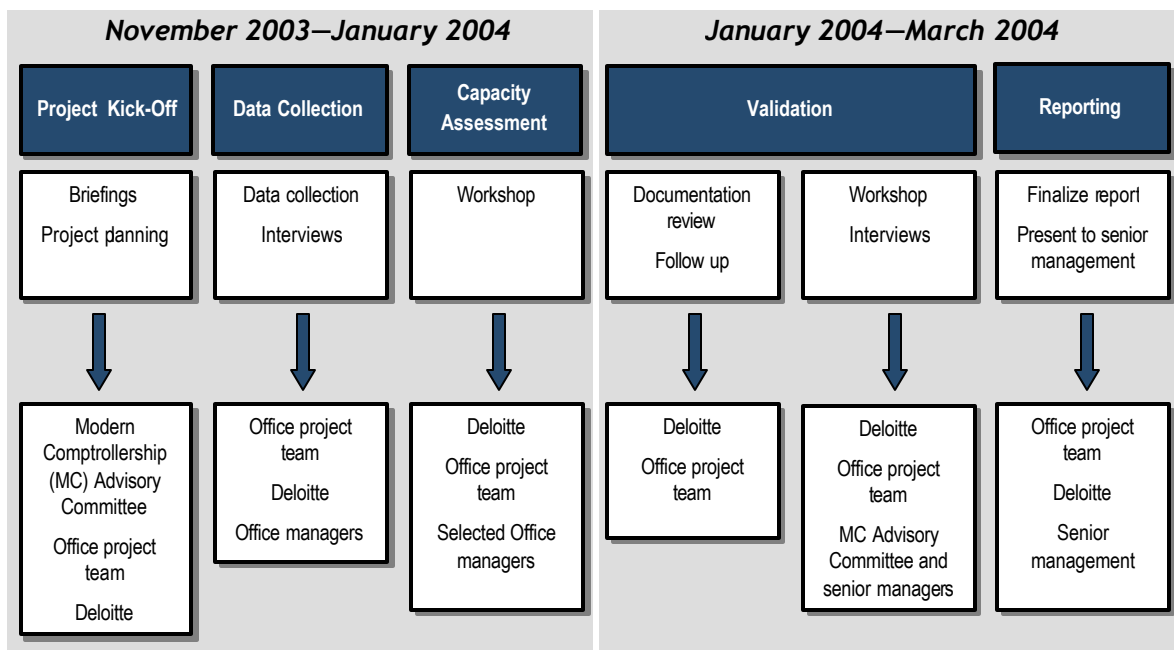 November 2003—January 2004
January 2004—March 2004
Project Kick-Off
Data Collection
Capacity
Assessment
Validation
Reporting
Briefings
Project planning
Data collection
Interviews
Workshop
Documentation
review
Follow up
Workshop
Interviews
Finalize report
Present to senior
management
Modern
Comptrollership
(MC) Advisory
Committee
Office project
team
Deloitte
Office project
team
Deloitte
Office managers
Deloitte
Office project
team
Selected Office
managers
Deloitte
Office project
team
Deloitte
Office project
team
MC Advisory
Committee and
senior managers
Office project
team
Deloitte
Senior
management